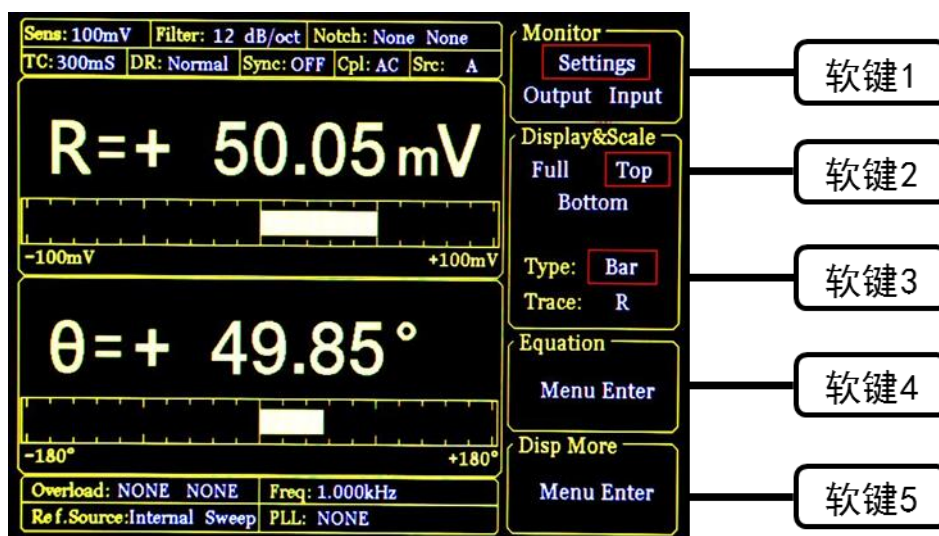 Sens: 100mV Filter: 12 dB/oct Notch: None None
TC: 300mS DR: Normal Sync: OFF Cpl: AC Src: A
R=+ 50.05 mV
-100mV +100mV
θ=+ 49.85°
-180° +180°
Overload: NONE NONE Freq: 1.000kHz
Ref.Source:Internal Sweep PLL: NONE
Monitor
Settings
Output Input
Display&Scale
Full Top
Bottom
Type: Bar
Trace: R
Equation
Menu Enter
Disp More
Menu Enter
软键1
软键2
软键3
软键4
软键5